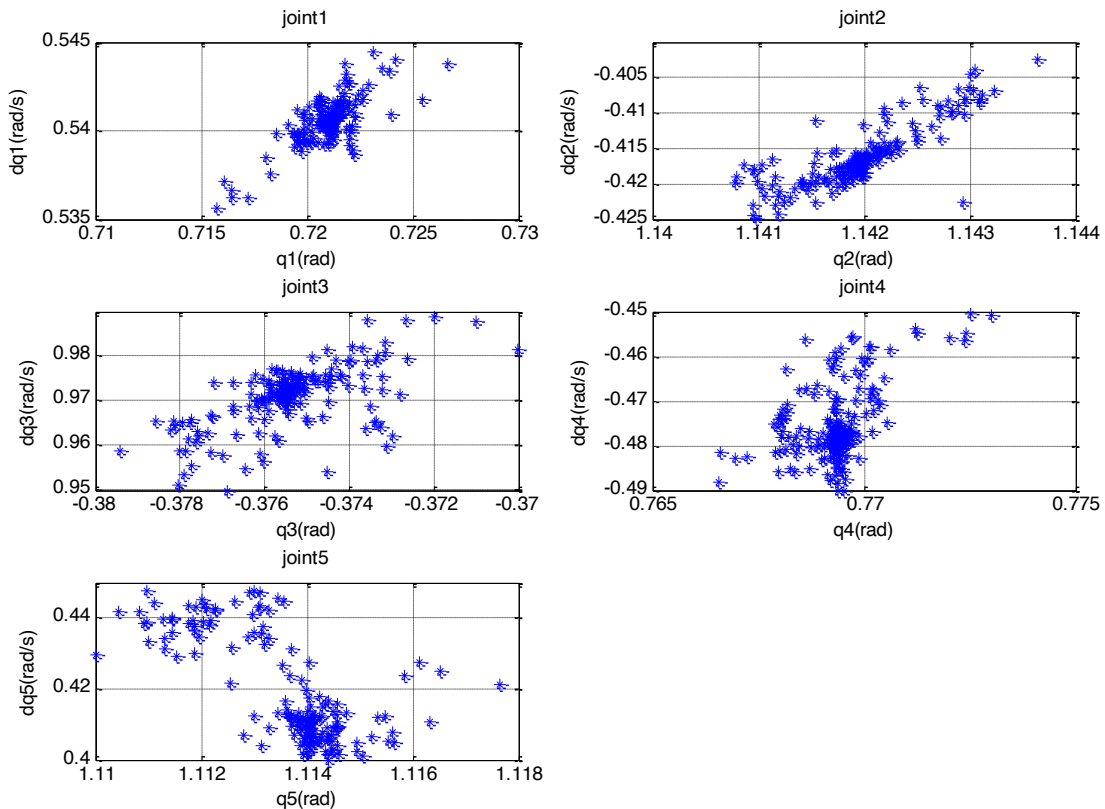 joint1
0.545
0.54
0.535
dq1(rad/s)
0.71 0.715 0.72 0.725 0.73
q1(rad)
joint2
-0.405
-0.41
-0.415
-0.42
-0.425
dq2(rad/s)
1.14 1.141 1.142 1.143 1.144
q2(rad)
joint3
0.98
0.97
0.96
0.95
dq3(rad/s)
-0.38 -0.378 -0.376 -0.374 -0.372 -0.37
q3(rad)
joint4
-0.45
-0.46
-0.47
-0.48
-0.49
dq4(rad/s)
0.765 0.77 0.775
q4(rad)
joint5
0.44
0.42
0.4
dq5(rad/s)
1.11 1.112 1.114 1.116 1.118
q5(rad)